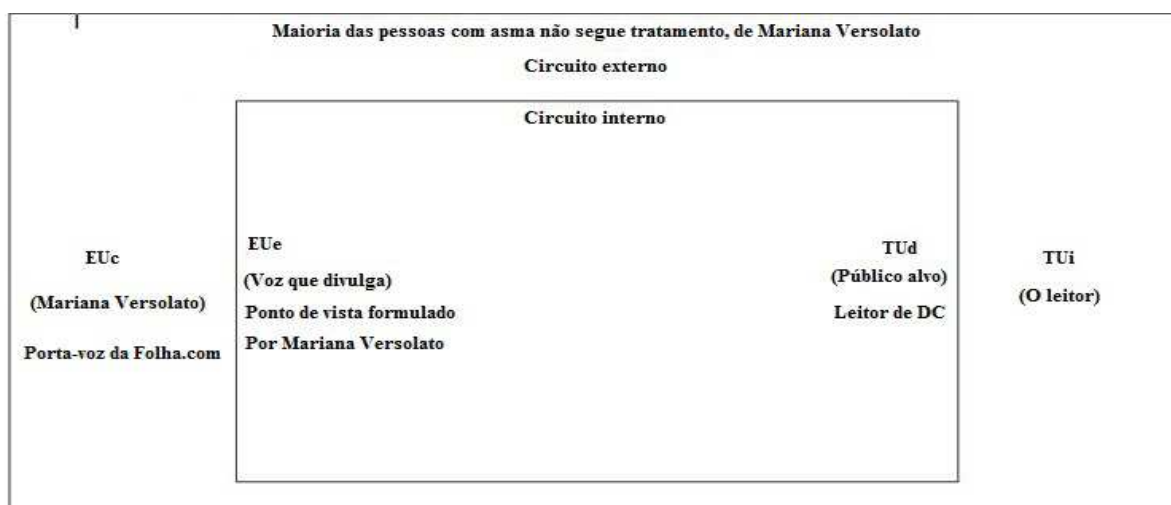 Maioria das pessoas com asma não segue tratamento, de Mariana Versolato
Circuito externo
Circuito interno
EUc
(Mariana Versolato)
Porta-voz da Folha.com
EUe
(Voz que divulga)
Ponto de vista formulado
Por Mariana Versolato
TUd
(Público alvo)
Leitor de DC
TUi
(O leitor)